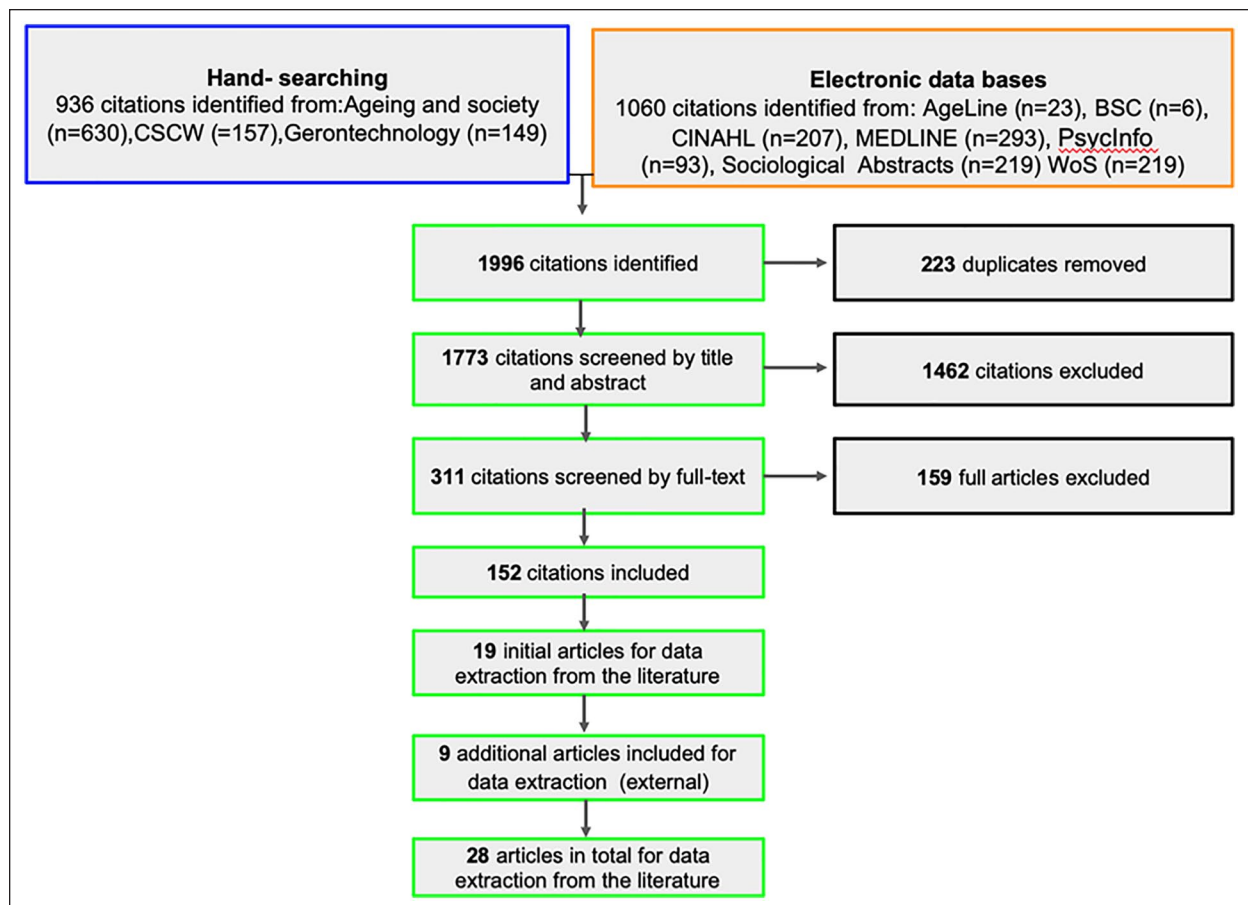 Hand- searching
936 citations identified from:Ageing and society
(n=630),CSCW (=157),Gerontechnology (n=149)
Electronic data bases
1060 citations identified from: AgeLine (n=23), BSC (n=6),
CINAHL (n=207), MEDLINE (n=293), PsycInfo
(n=93), Sociological Abstracts (n=219) WoS (n=219)
1996 citations identified
223 duplicates removed
1773 citations screened by title
and abstract
1462 citations excluded
311 citations screened by full-text
159 full articles excluded
152 citations included
19 initial articles for data
extraction from the literature
9 additional articles included for
data extraction (external)
28 articles in total for data
extraction from the literature